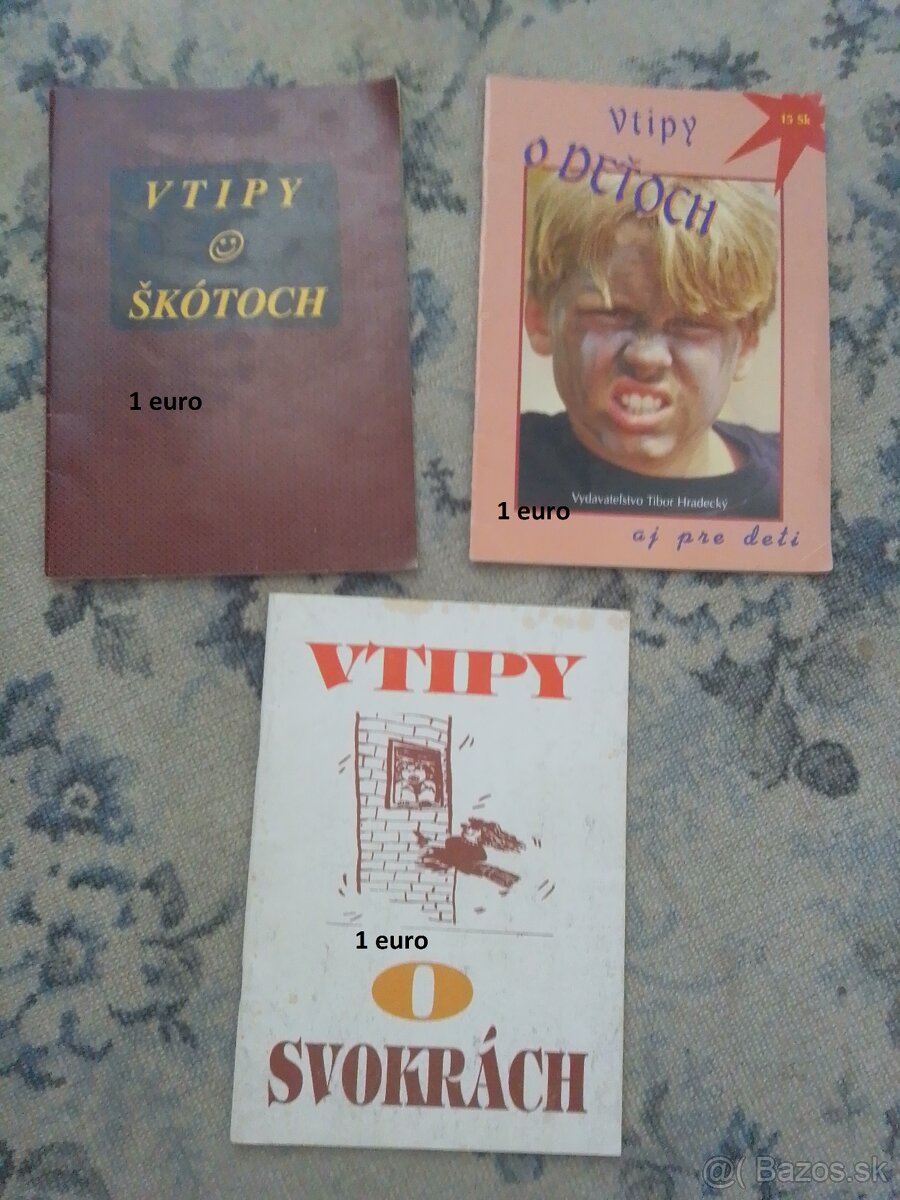 VTIPY
ŠKÓTOCH
1 euro
Vtipy
O DEŤOCH
15 Sk
Vydavateľstvo Tibor Hradecký
1 euro
aj pre deti
VTIPY
1 euro
O
SVOKRÁCH
@( Bazos.sk